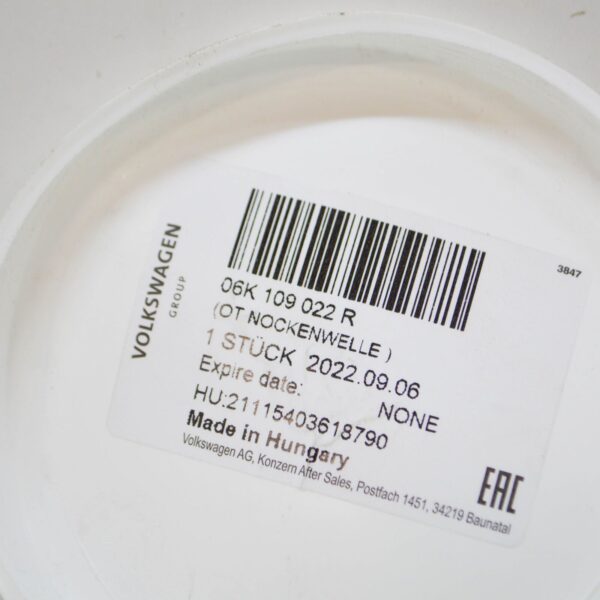 3847
VOLKSWAGEN
GROUP
06K 109 022 R
(OT NOCKENWELLE )
1 STÜCK 2022.09.06
Expire date: NONE
HU:21115403618790
Made in Hungary
Volkswagen AG, Konzern After Sales, Postfach 1451, 34219 Baunatal
EAC